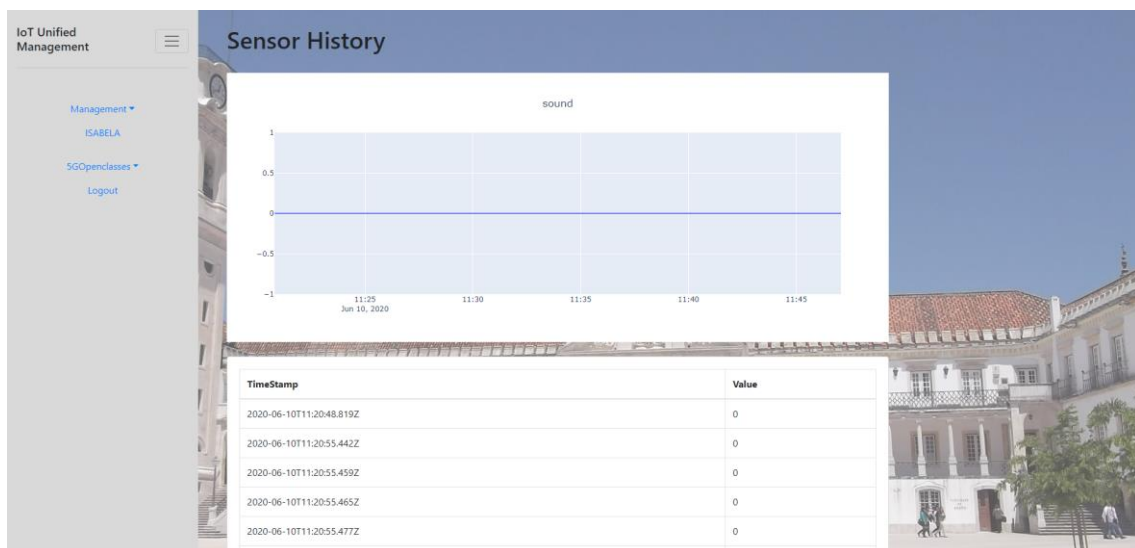 IoT Unified
Management
Sensor History
Management
ISABELA
5GOpenclasses
Logout
sound
1
0.5
0
−0.5
−1
11:25 11:30 11:35 11:40 11:45
Jun 10, 2020
TimeStamp Value
2020-06-10T11:20:48.819Z 0
2020-06-10T11:20:55.442Z 0
2020-06-10T11:20:55.459Z 0
2020-06-10T11:20:55.465Z 0
2020-06-10T11:20:55.477Z 0